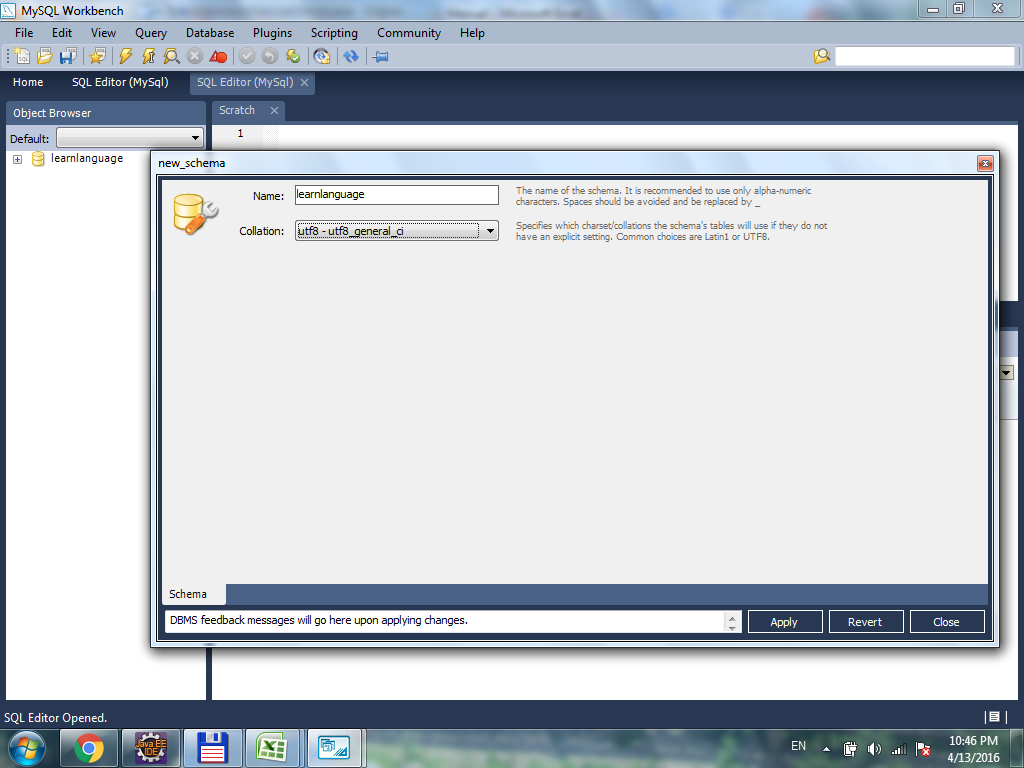 MySQL Workbench
File Edit View Query Database Plugins Scripting Community Help
Home SQL Editor (MySql) SQL Editor (MySql)
Object Browser
Scratch
Default:
1
learnlanguage
new_schema
Name: learnlanguage
The name of the schema. It is recommended to use only alpha-numeric
characters. Spaces should be avoided and be replaced by _
Collation: utf8 - utf8_general_ci
Specifies which charset/collations the schema's tables will use if they do not
have an explicit setting. Common choices are Latin1 or UTF8.
Schema
DBMS feedback messages will go here upon applying changes.
Apply Revert Close
SQL Editor Opened.
Java EE
IDE
EN
10:46 PM
4/13/2016